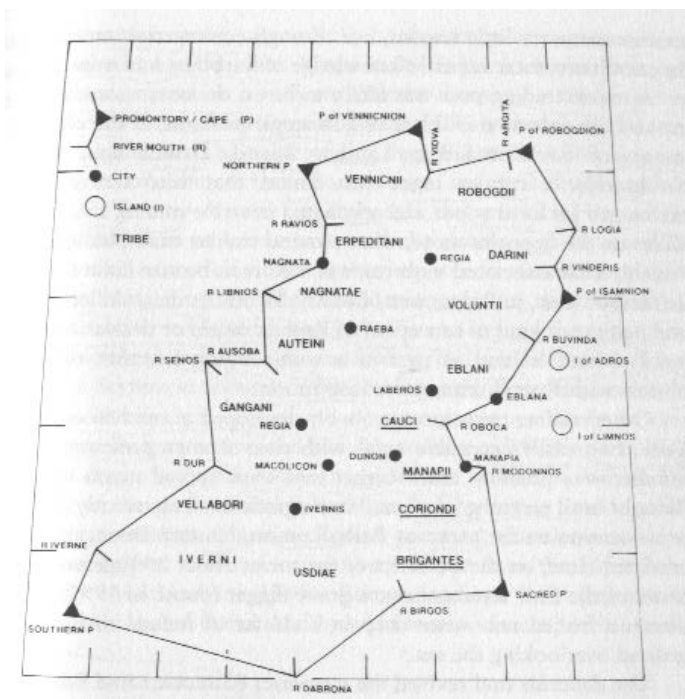 PROMONTORY / CAPE (P)
RIVER MOUTH (R)
CITY
ISLAND (I)
TRIBE
P of VENNICNION
NORTHERN P.
VENNICNII
R VIDVA
R ARGITA
P of ROBOGDION
ROBOGDII
R RAVIOS
ERPEDITANI
NAGNATA
REGIA
DARINI
R LOGIA
R VINDERIS
R LIBNIOS
NAGNATAE
VOLUNTII
P of ISAMNION
RAEBA
R BUVINDA
R SENOS
R AUSOBA
AUTEINI
EBLANI
I of ADROS
GANGANI
LABEROS
EBLANA
REGIA
CAUCI
R OBOCA
I of LIMNOS
R DUR
MACOLICON
DUNON
MANAPII
MANAPIA
R MODONNOS
VELLABORI
IVERNIS
CORIONDI
R IVERNE
IVERNI
USDIAE
BRIGANTES
R BIRGOS
SACRED P
SOUTHERN P
R DABRONA